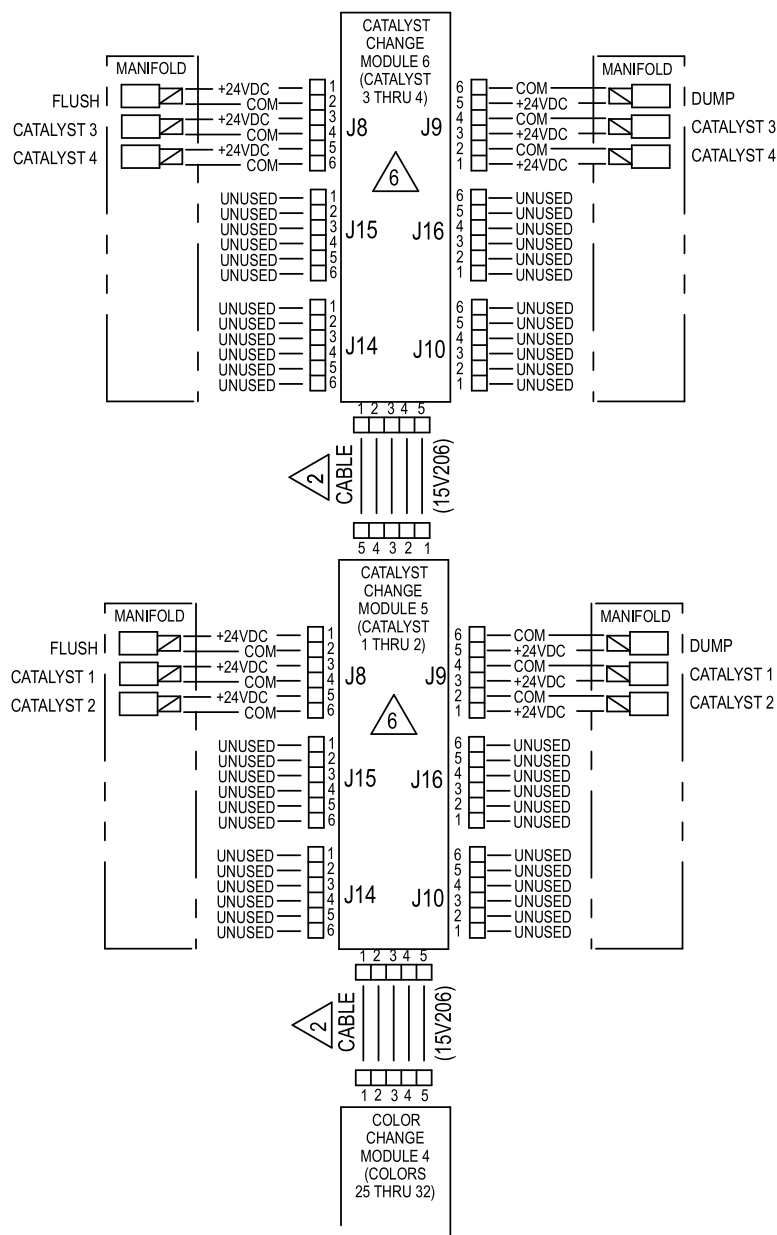 CATALYST
CHANGE
MODULE 6
(CATALYST
3 THRU 4)
MANIFOLD
FLUSH
CATALYST 3
CATALYST 4
+24VDC 1
COM 2
+24VDC 3
COM 4
+24VDC 5
COM 6
J8
J9
6 COM
5 +24VDC
4 COM
3 +24VDC
2 COM
1 +24VDC
MANIFOLD
DUMP
CATALYST 3
CATALYST 4
6
UNUSED 1
UNUSED 2
UNUSED 3
UNUSED 4
UNUSED 5
UNUSED 6
J15
J16
6 UNUSED
5 UNUSED
4 UNUSED
3 UNUSED
2 UNUSED
1 UNUSED
UNUSED 1
UNUSED 2
UNUSED 3
UNUSED 4
UNUSED 5
UNUSED 6
J14
J10
6 UNUSED
5 UNUSED
4 UNUSED
3 UNUSED
2 UNUSED
1 UNUSED
1 2 3 4 5
2
CABLE
(15V206)
5 4 3 2 1
CATALYST
CHANGE
MODULE 5
(CATALYST
1 THRU 2)
MANIFOLD
FLUSH
CATALYST 1
CATALYST 2
+24VDC 1
COM 2
+24VDC 3
COM 4
+24VDC 5
COM 6
J8
J9
6 COM
5 +24VDC
4 COM
3 +24VDC
2 COM
1 +24VDC
MANIFOLD
DUMP
CATALYST 1
CATALYST 2
6
UNUSED 1
UNUSED 2
UNUSED 3
UNUSED 4
UNUSED 5
UNUSED 6
J15
J16
6 UNUSED
5 UNUSED
4 UNUSED
3 UNUSED
2 UNUSED
1 UNUSED
UNUSED 1
UNUSED 2
UNUSED 3
UNUSED 4
UNUSED 5
UNUSED 6
J14
J10
6 UNUSED
5 UNUSED
4 UNUSED
3 UNUSED
2 UNUSED
1 UNUSED
1 2 3 4 5
2
CABLE
(15V206)
1 2 3 4 5
COLOR
CHANGE
MODULE 4
(COLORS
25 THRU 32)